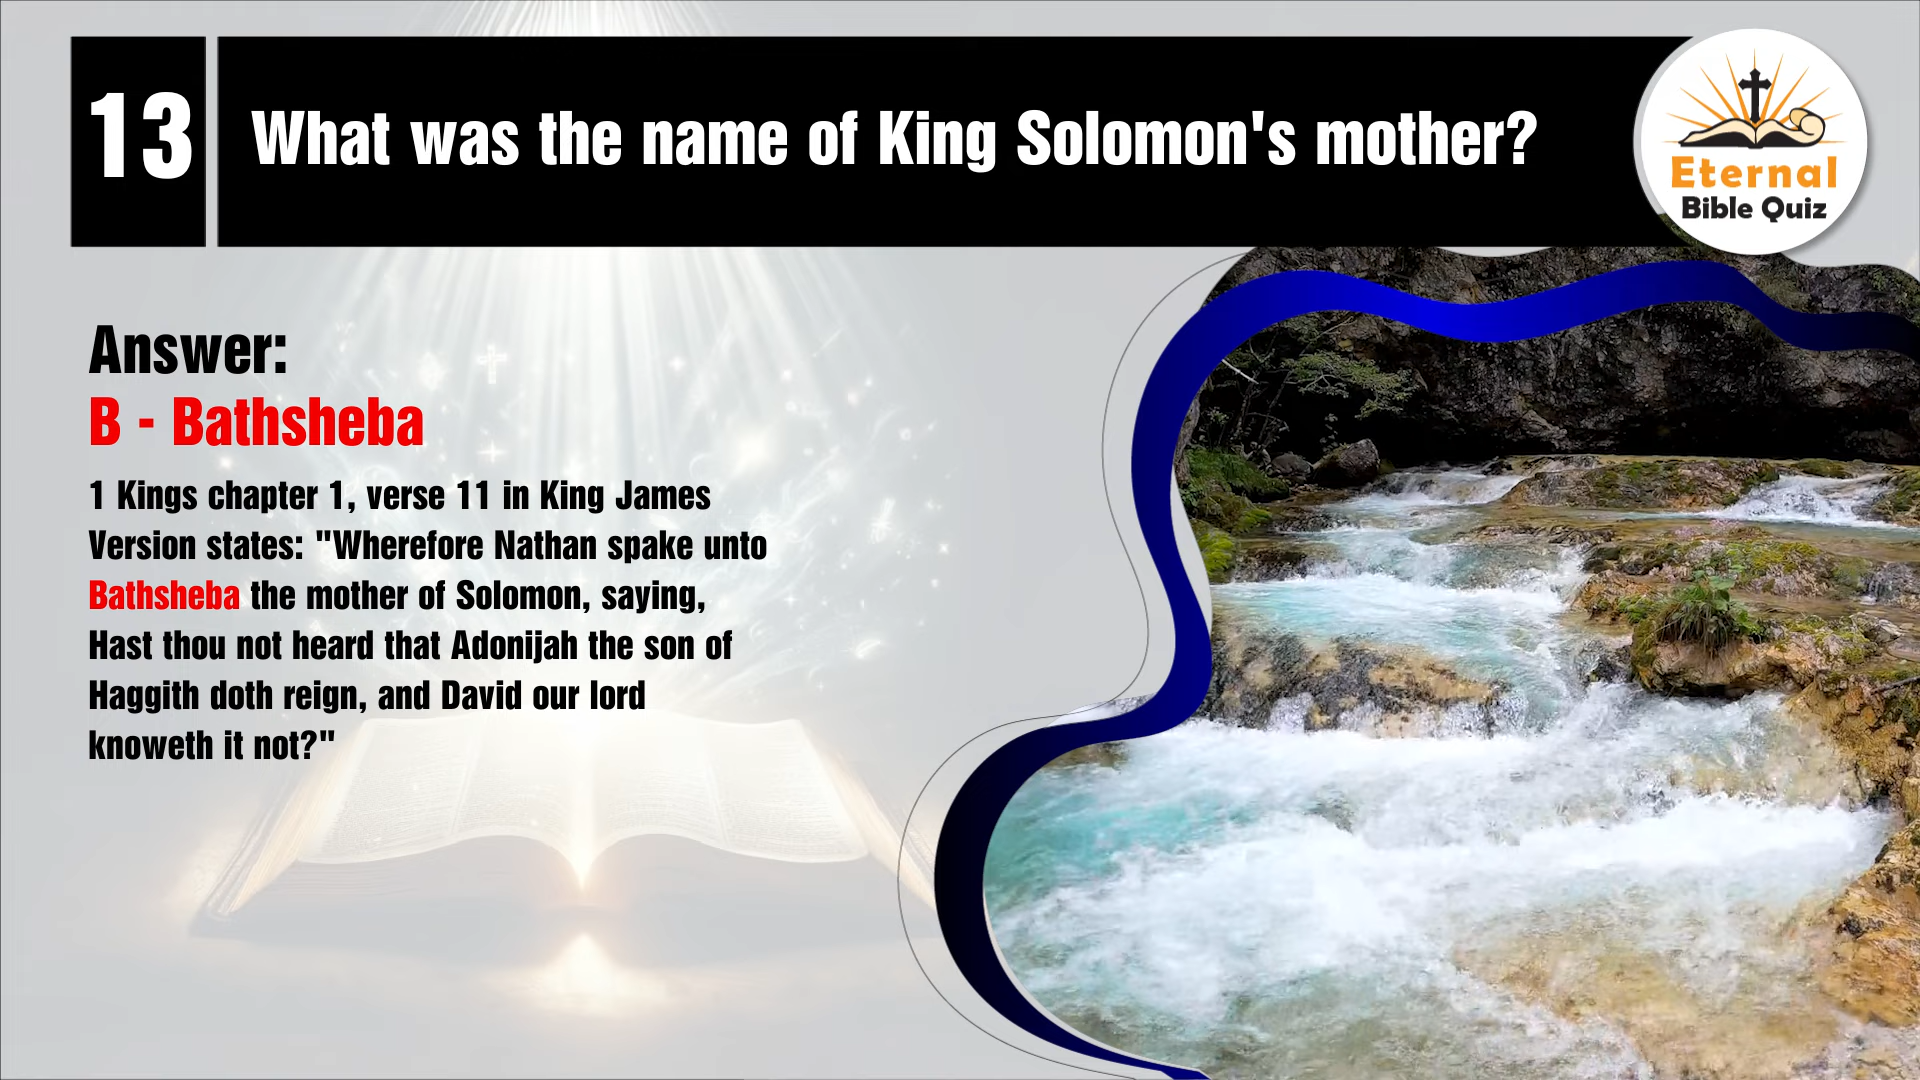 13
What was the name of King Solomon's mother?
Eternal
Bible Quiz
Answer:
B - Bathsheba
1 Kings chapter 1, verse 11 in King James
Version states: "Wherefore Nathan spake unto
Bathsheba the mother of Solomon, saying,
Hast thou not heard that Adonijah the son of
Haggith doth reign, and David our lord
knoweth it not?"